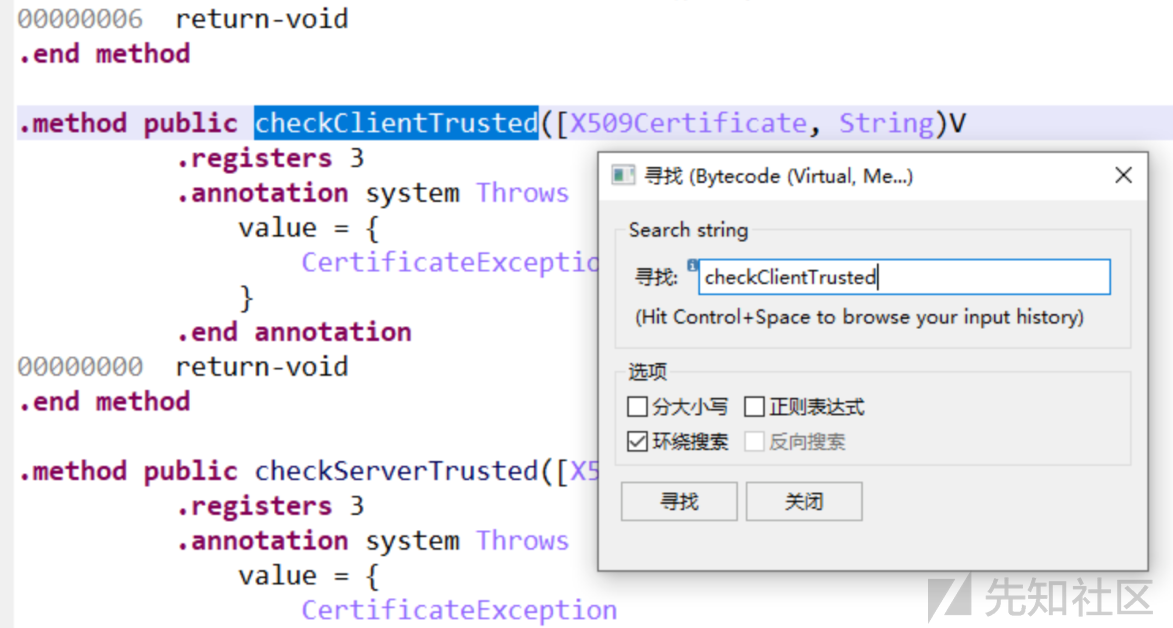 00000006 return-void
.end method
.method public checkClientTrusted([X509Certificate, String)V
.registers 3
.annotation system Throws
value = {
CertificateExceptio
}
.end annotation
00000000 return-void
.end method
.method public checkServerTrusted([X5
.registers 3
.annotation system Throws
value = {
CertificateException
寻找 (Bytecode (Virtual, Me...)
Search string
寻找: checkClientTrusted
(Hit Control+Space to browse your input history)
选项
分大小写 正则表达式
环绕搜索 反向搜索
寻找 关闭
先知社区